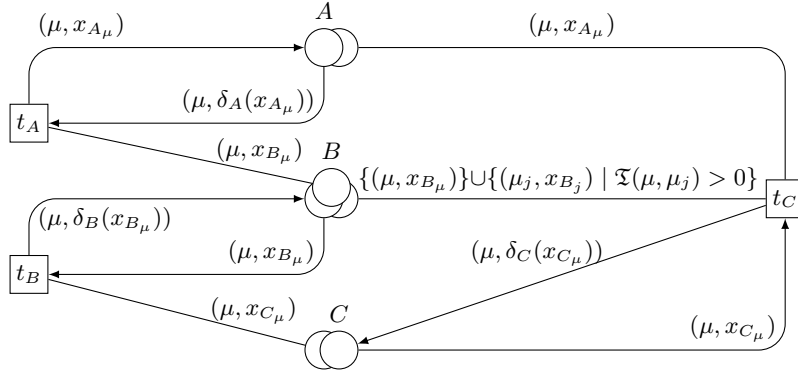 A
(μ, x_{A_μ})
(μ, x_{A_μ})
(μ, δ_A(x_{A_μ}))
t_A
(μ, x_{B_μ})
B
{(μ, x_{B_μ})}∪{(μ_j, x_{B_j}) | 𝔗(μ, μ_j) > 0}
t_C
(μ, δ_B(x_{B_μ}))
(μ, x_{B_μ})
(μ, δ_C(x_{C_μ}))
t_B
(μ, x_{C_μ})
C
(μ, x_{C_μ})